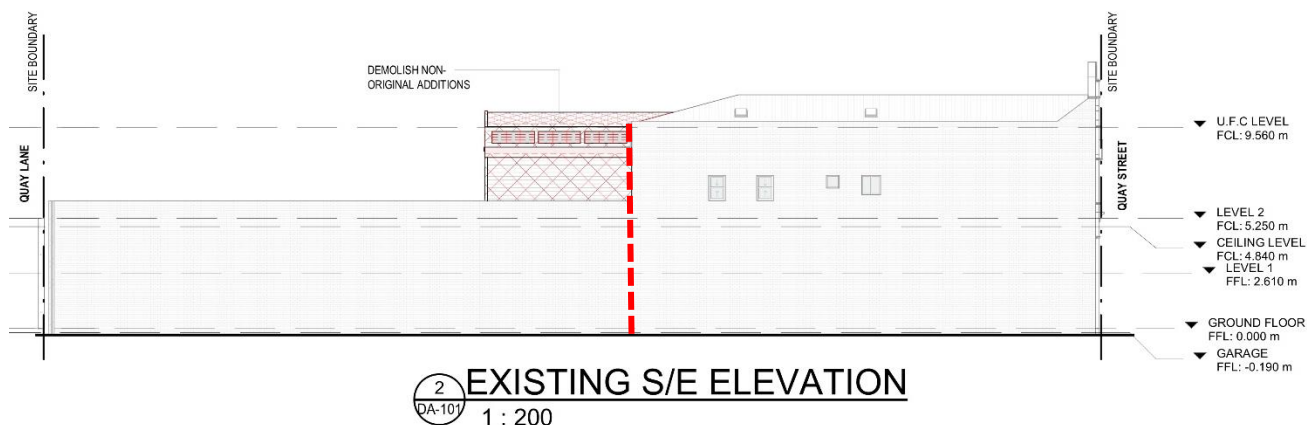 SITE BOUNDARY
QUAY LANE
DEMOLISH NON-
ORIGINAL ADDITIONS
SITE BOUNDARY
QUAY STREET
U.F.C LEVEL
FCL: 9.560 m
LEVEL 2
FCL: 5.250 m
CEILING LEVEL
FCL: 4.840 m
LEVEL 1
FFL: 2.610 m
GROUND FLOOR
FFL: 0.000 m
GARAGE
FFL: -0.190 m
2
DA-101
EXISTING S/E ELEVATION
1 : 200